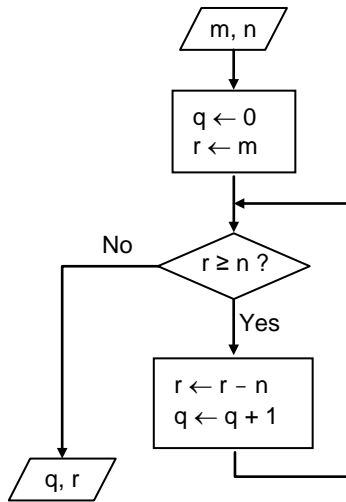 m, n
q ← 0
r ← m
No
r ≥ n ?
Yes
r ← r − n
q ← q + 1
q, r